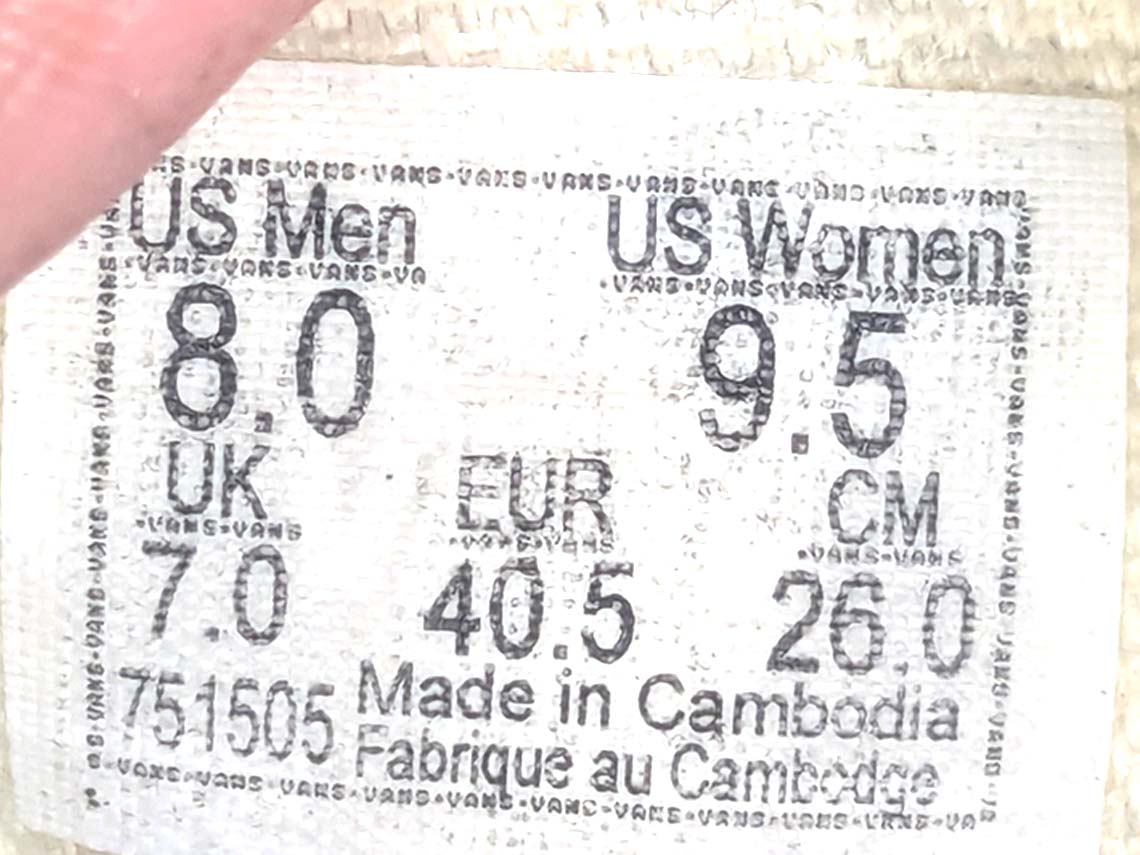 US Men US Women
8.0 9.5
UK EUR CM
7.0 40.5 26.0
751505 Made in Cambodia
Fabrique au Cambodge